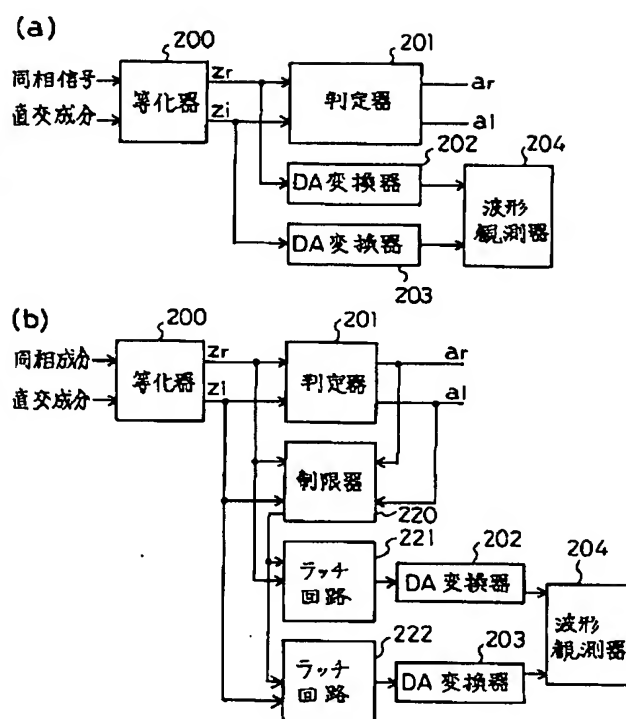 (a)
200
201
同相信号
直交成分
等化器
zr
zi
判定器
ar
al
202
204
DA変換器
DA変換器
203
波形
観測器
(b)
200
201
同相成分
直交成分
等化器
zr
zi
判定器
ar
al
制限器
220
221
202
204
ラッチ
回路
DA変換器
222
203
ラッチ
回路
DA変換器
波形
観測器